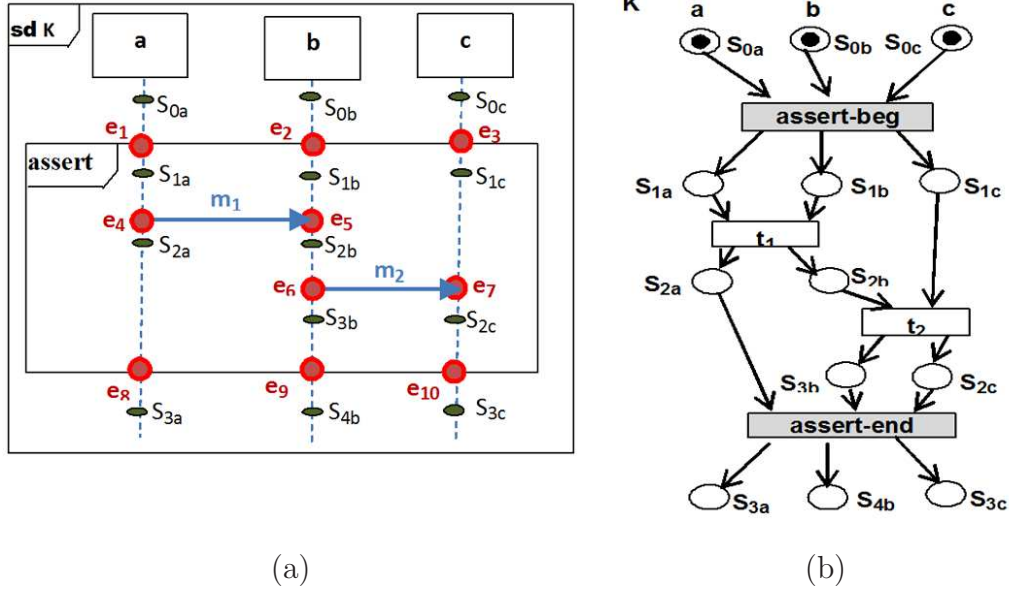 sd K
a
b
c
S0a
S0b
S0c
e1
e2
e3
assert
S1a
S1b
S1c
m1
e4
e5
S2a
S2b
m2
e6
e7
S3b
S2c
e8
e9
e10
S3a
S4b
S3c
(a)
K
a
b
c
S0a
S0b
S0c
assert-beg
S1a
S1b
S1c
t1
S2a
S2b
t2
S3b
S2c
assert-end
S3a
S4b
S3c
(b)